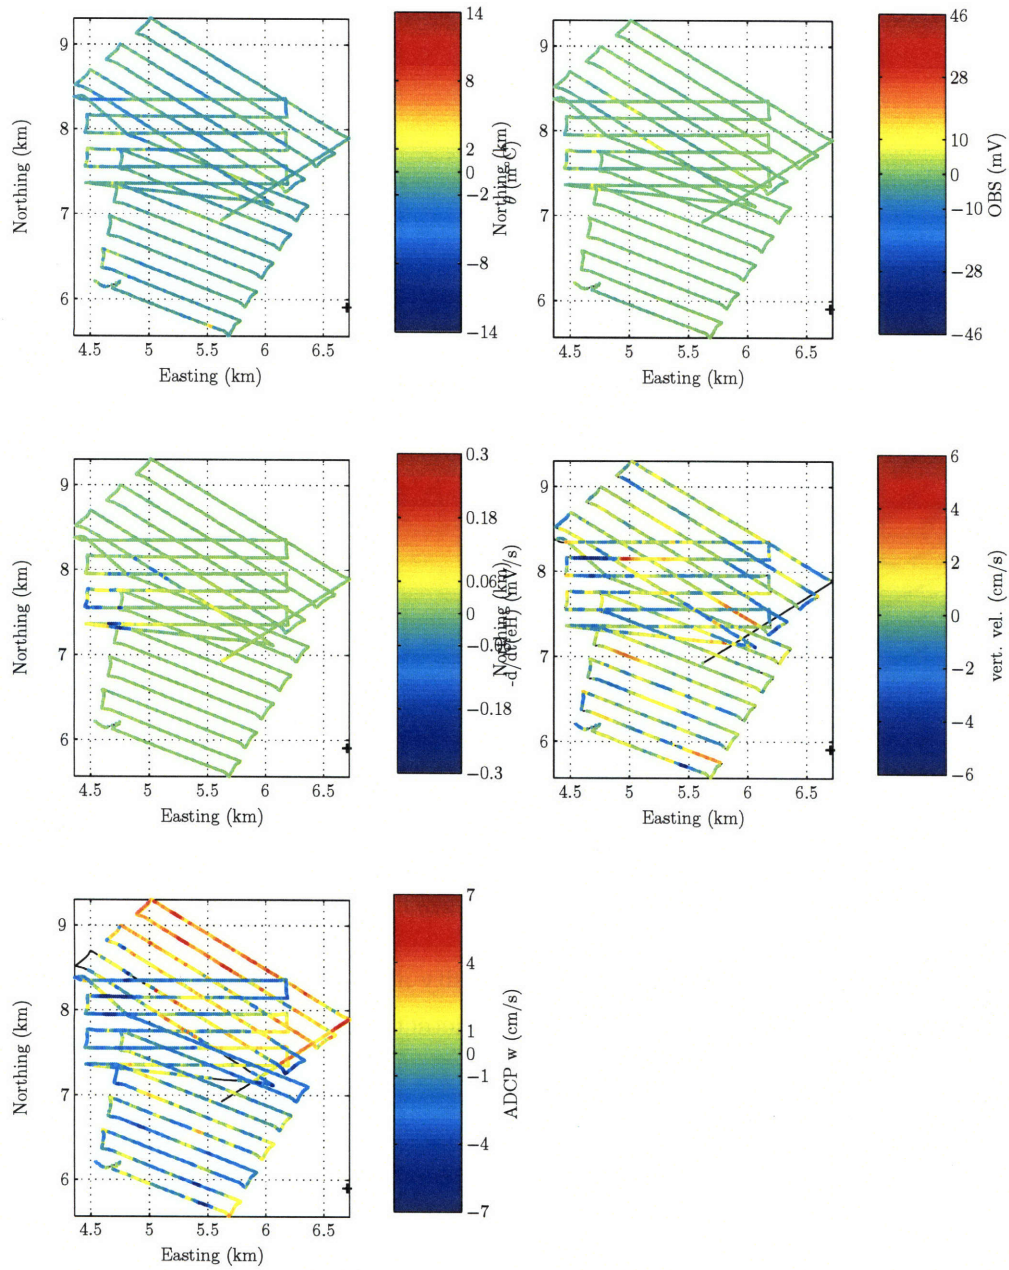 14
8
2
0
−2
−8
−14
θ (m°C)
9
8
7
6
4.5 5 5.5 6 6.5
Easting (km)
Northing (km)
46
28
10
0
−10
−28
−46
OBS (mV)
9
8
7
6
4.5 5 5.5 6 6.5
Easting (km)
Northing (km)
0.3
0.18
0.06
0
−0.18
−0.3
-d/dt(eH) (mV/s)
9
8
7
6
4.5 5 5.5 6 6.5
Easting (km)
Northing (km)
6
4
2
0
−2
−4
−6
vert. vel. (cm/s)
9
8
7
6
4.5 5 5.5 6 6.5
Easting (km)
Northing (km)
7
4
1
0
−1
−4
−7
ADCP w (cm/s)
9
8
7
6
4.5 5 5.5 6 6.5
Easting (km)
Northing (km)